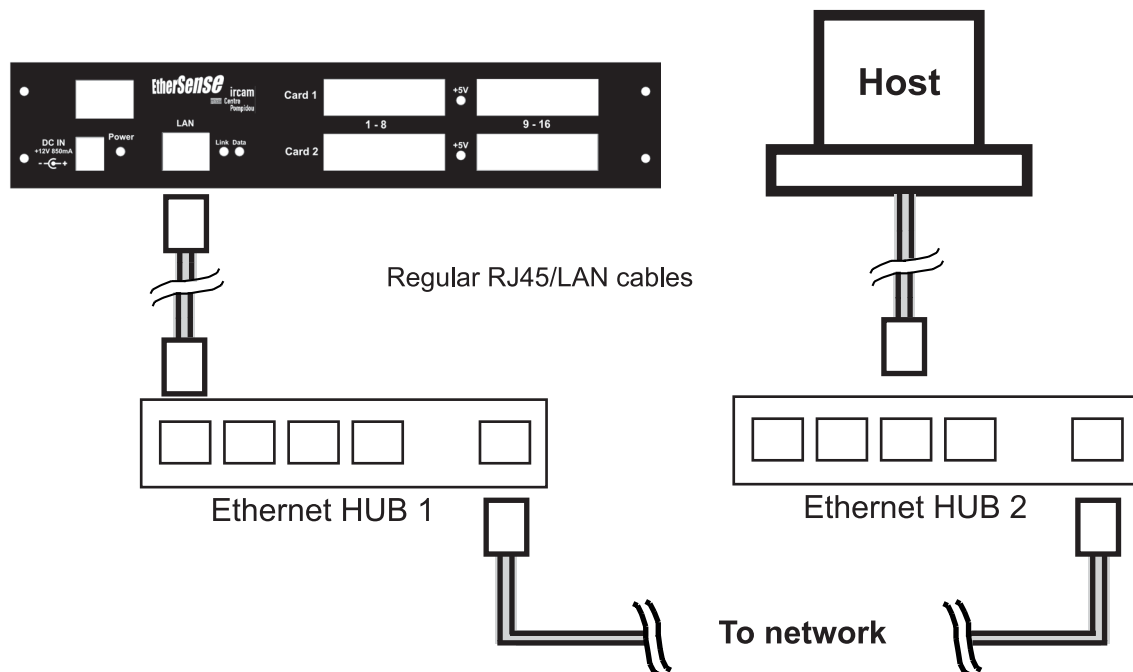 EtherSense
ircam
Centre
Pompidou
LAN
DC IN
+12V 850mA
- +
Power
Link Data
Card 1
+5V
1 - 8
9 - 16
Card 2
+5V
Host
Regular RJ45/LAN cables
Ethernet HUB 1
Ethernet HUB 2
To network